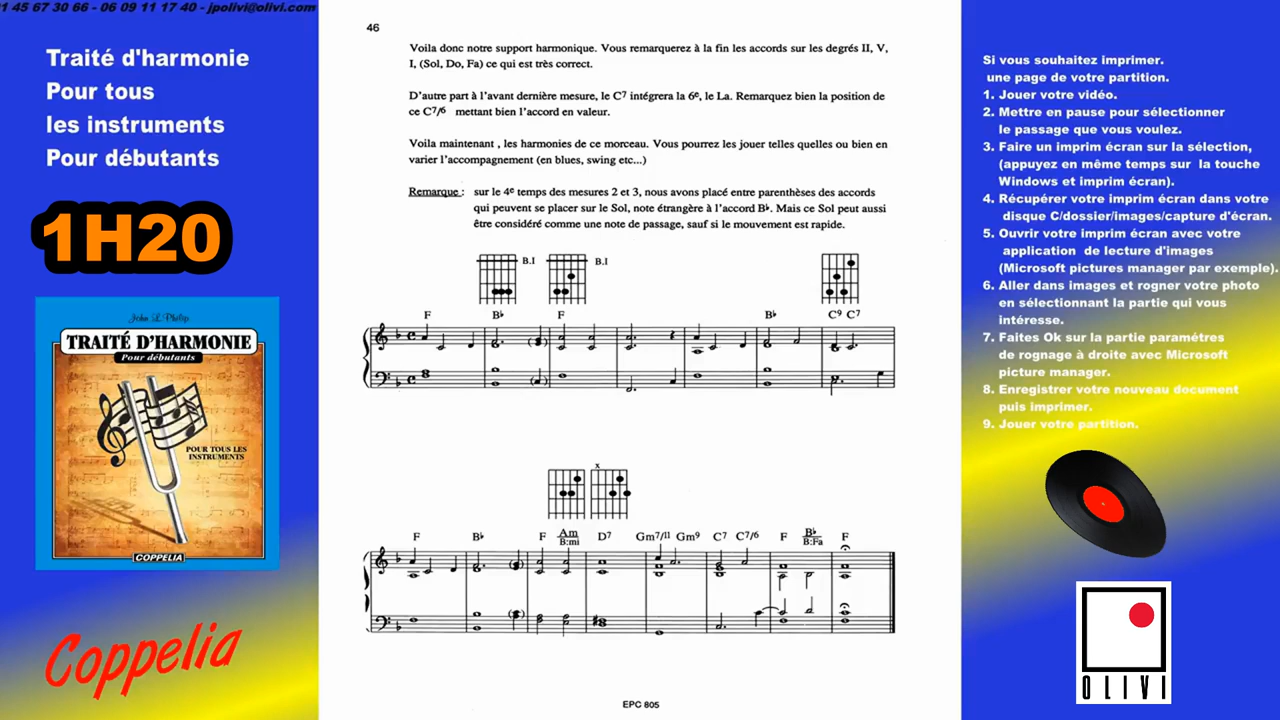 1 45 67 30 66 - 06 09 11 17 40 - jpolivi@olivi.com
Traité d'harmonie
Pour tous
les instruments
Pour débutants
1H20
John L. Philip
TRAITÉ D'HARMONIE
Pour débutants
POUR TOUS LES
INSTRUMENTS
COPPELIA
Coppelia
46
Voila donc notre support harmonique. Vous remarquerez à la fin les accords sur les degrés II, V,
I, (Sol, Do, Fa) ce qui est très correct.
D'autre part à l'avant dernière mesure, le C7 intégrera la 6e, le La. Remarquez bien la position de
ce C7/6 mettant bien l'accord en valeur.
Voila maintenant , les harmonies de ce morceau. Vous pourrez les jouer telles quelles ou bien en
varier l'accompagnement (en blues, swing etc...)
Remarque : sur le 4e temps des mesures 2 et 3, nous avons placé entre parenthèses des accords
qui peuvent se placer sur le Sol, note étrangère à l'accord B♭. Mais ce Sol peut aussi
être considéré comme une note de passage, sauf si le mouvement est rapide.
B.I B.I
F B♭ F B♭ C9 C7
x
F B♭ F Am D7 Gm7/11 Gm9 C7 C7/6 F B♭ F
B:mi B:Fa
EPC 805
Si vous souhaitez imprimer.
une page de votre partition.
1. Jouer votre vidéo.
2. Mettre en pause pour sélectionner
le passage que vous voulez.
3. Faire un imprim écran sur la sélection,
(appuyez en même temps sur la touche
Windows et imprim écran).
4. Récupérer votre imprim écran dans votre
disque C/dossier/images/capture d'écran.
5. Ouvrir votre imprim écran avec votre
application de lecture d'images
(Microsoft pictures manager par exemple).
6. Aller dans images et rogner votre photo
en sélectionnant la partie qui vous
intéresse.
7. Faites Ok sur la partie paramétres
de rognage à droite avec Microsoft
picture manager.
8. Enregistrer votre nouveau document
puis imprimer.
9. Jouer votre partition.
OLIVI